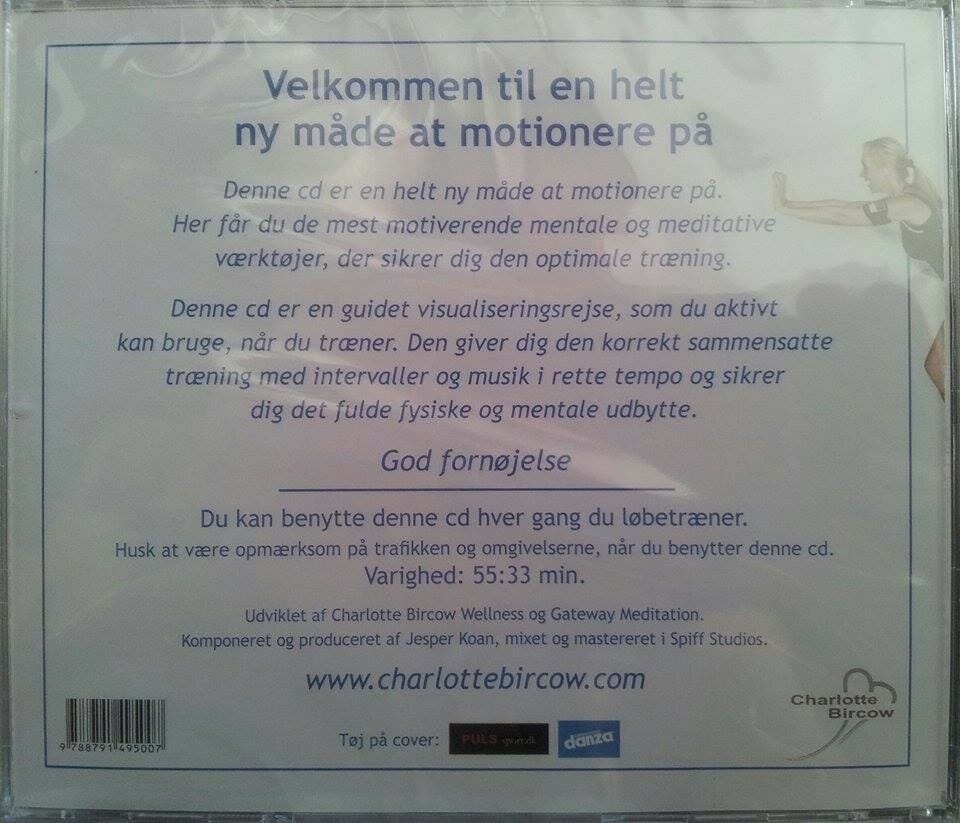 Velkommen til en helt
ny måde at motionere på
Denne cd er en helt ny måde at motionere på.
Her får du de mest motiverende mentale og meditative
værktøjer, der sikrer dig den optimale træning.
Denne cd er en guidet visualiseringsrejse, som du aktivt
kan bruge, når du træner. Den giver dig den korrekt sammensatte
træning med intervaller og musik i rette tempo og sikrer
dig det fulde fysiske og mentale udbytte.
God fornøjelse
Du kan benytte denne cd hver gang du løbetræner.
Husk at være opmærksom på trafikken og omgivelserne, når du benytter denne cd.
Varighed: 55:33 min.
Udviklet af Charlotte Bircow Wellness og Gateway Meditation.
Komponeret og produceret af Jesper Koan, mixet og mastereret i Spiff Studios.
www.charlottebircow.com
Charlotte
Bircow
9 788791 495007
Tøj på cover: PULS danza